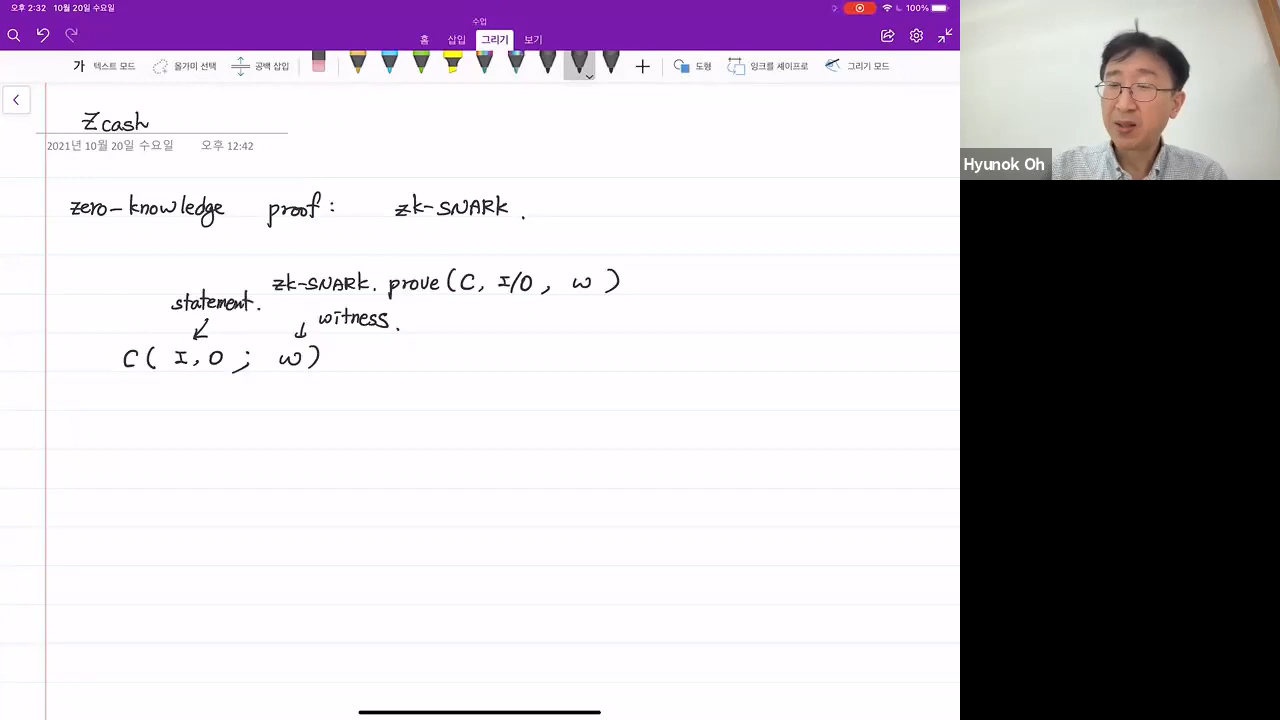 오후 2:32 10월 20일 수요일
100%
수업
홈 삽입 그리기 보기
가 텍스트 모드 올가미 선택 공백 삽입 도형 잉크를 셰이프로 그리기 모드
Zcash
2021년 10월 20일 수요일 오후 12:42
Hyunok Oh
zero-knowledge proof: zk-SNARK.
zk-SNARK. prove (C, I/O, w)
statement.
witness.
C( I, O ; w)